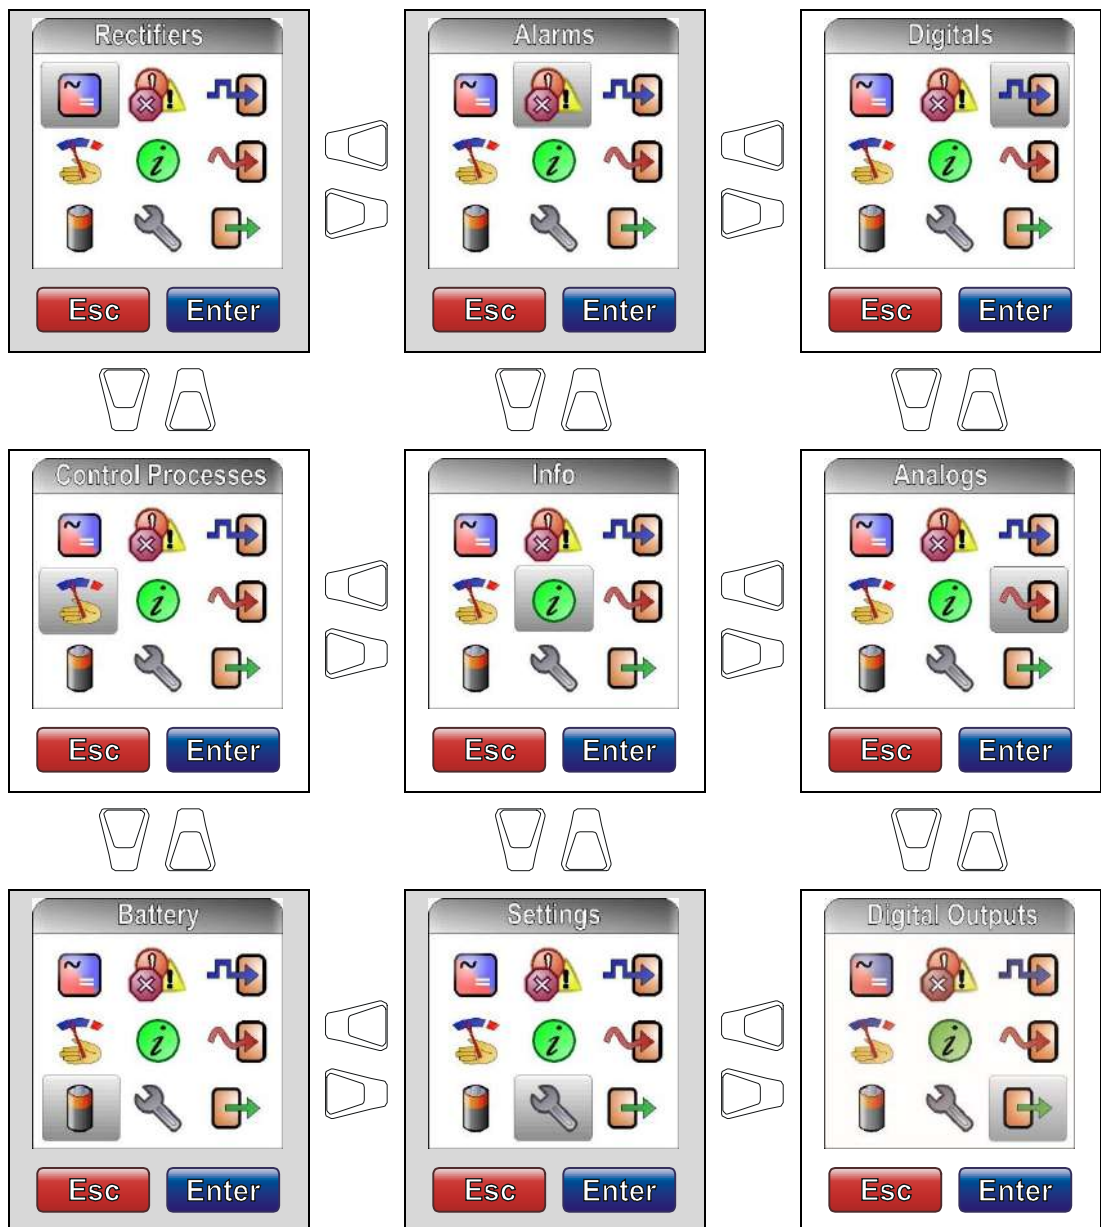 Rectifiers
Alarms
Digitals
Esc Enter
Esc Enter
Esc Enter
Control Processes
Info
Analogs
Esc Enter
Esc Enter
Esc Enter
Battery
Settings
Digital Outputs
Esc Enter
Esc Enter
Esc Enter